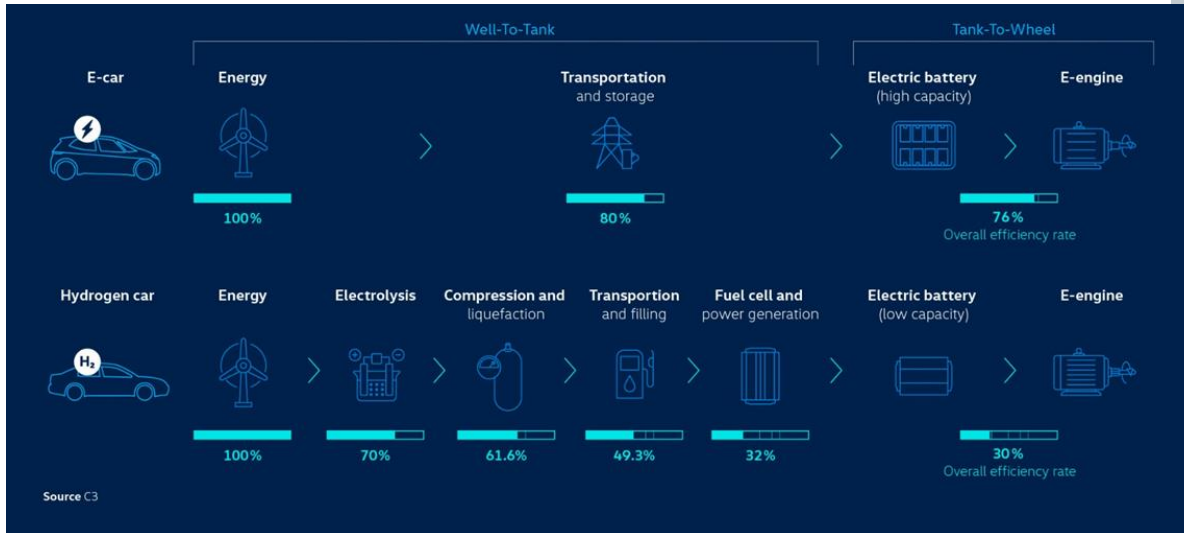 Well-To-Tank
Tank-To-Wheel
E-car
Energy
Transportation
and storage
Electric battery
(high capacity)
E-engine
100%
80%
76%
Overall efficiency rate
Hydrogen car
Energy
Electrolysis
Compression and
liquefaction
Transportion
and filling
Fuel cell and
power generation
Electric battery
(low capacity)
E-engine
H₂
100%
70%
61.6%
49.3%
32%
30%
Overall efficiency rate
Source C3